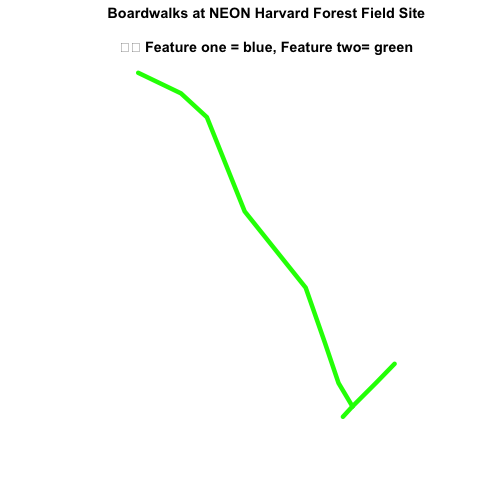 Boardwalks at NEON Harvard Forest Field Site
Feature one = blue, Feature two= green